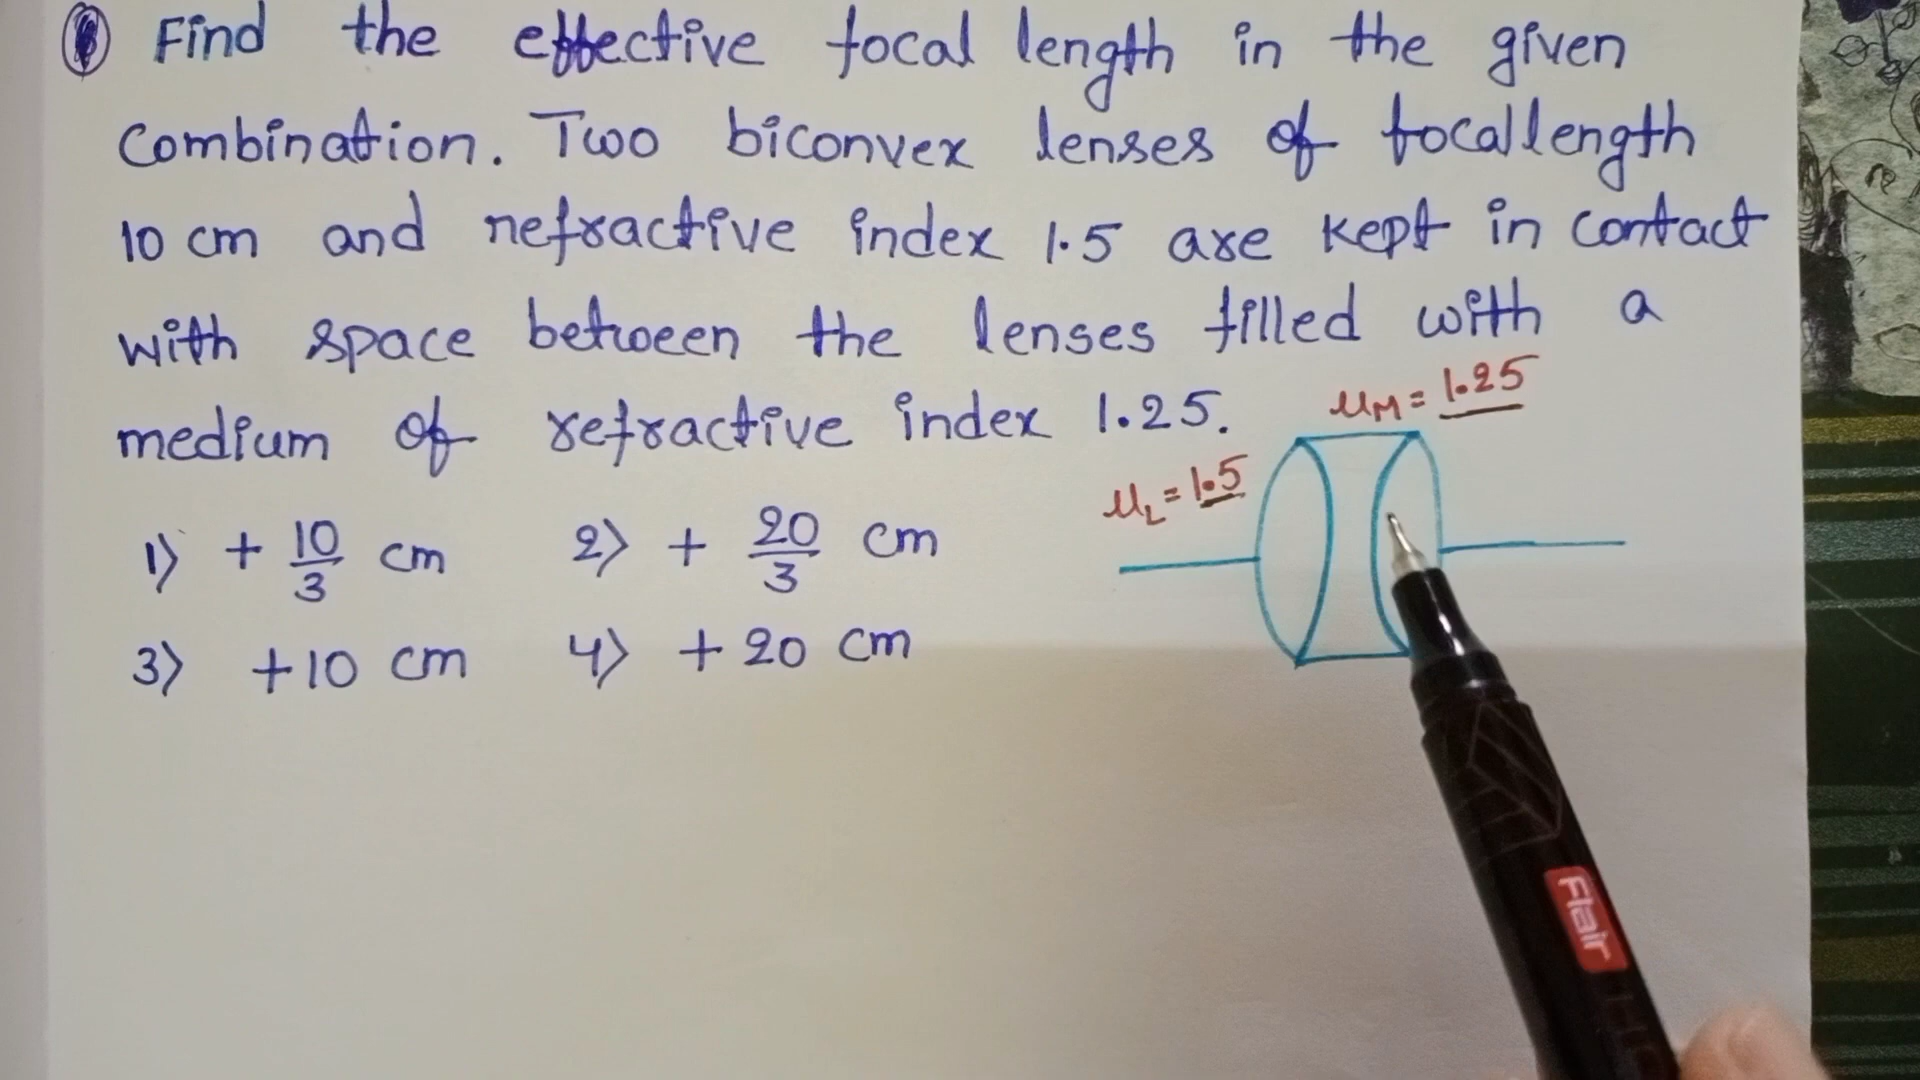 Find the effective focal length in the given
combination. Two biconvex lenses of focallength
10 cm and refractive index 1.5 are kept in contact
with space between the lenses filled with a
medium of refractive index 1.25.
μM = 1.25
μL = 1.5
1) + 10/3 cm 2) + 20/3 cm
3) +10 cm 4) + 20 cm
Flair